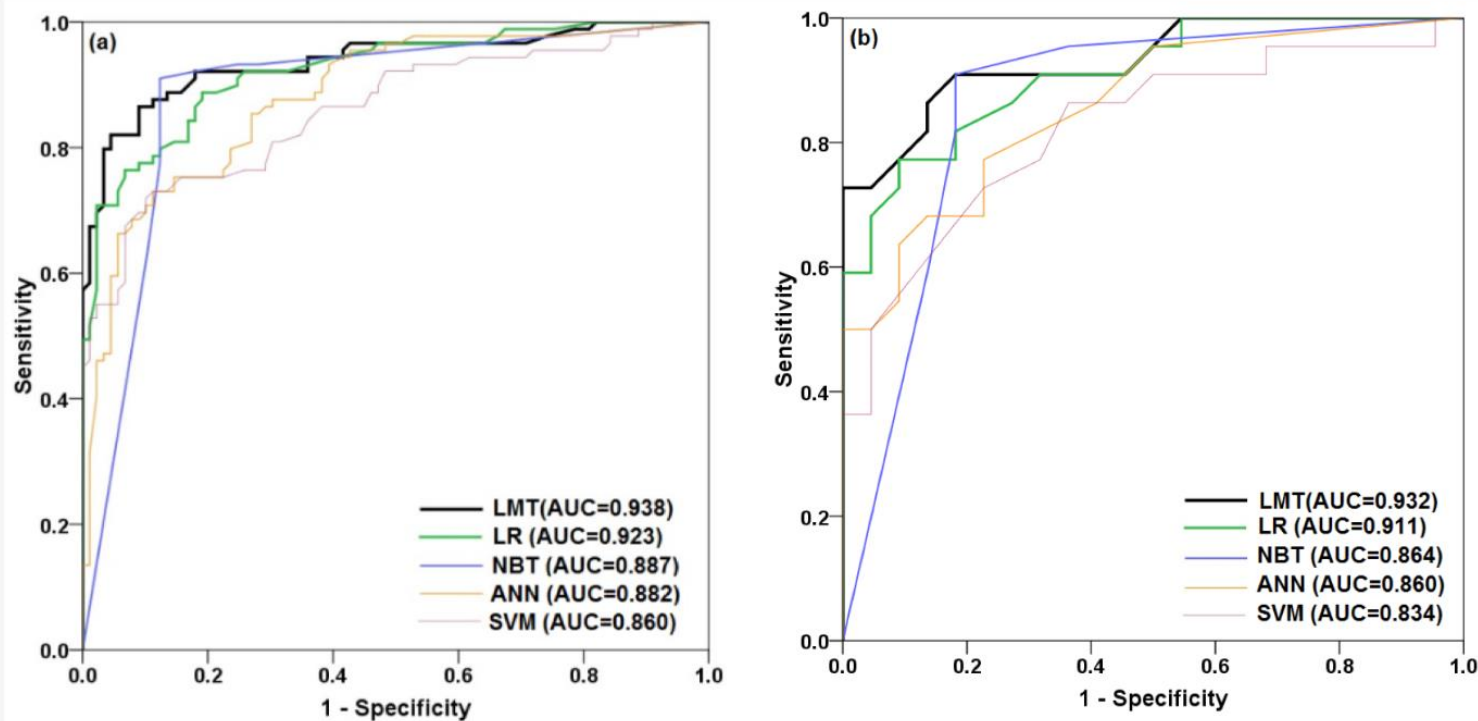 (a)
1.0
0.8
0.6
0.4
0.2
0.0
Sensitivity
LMT(AUC=0.938)
LR (AUC=0.923)
NBT (AUC=0.887)
ANN (AUC=0.882)
SVM (AUC=0.860)
0.0 0.2 0.4 0.6 0.8 1.0
1 - Specificity
(b)
1.0
0.8
0.6
0.4
0.2
0.0
Sensitivity
LMT(AUC=0.932)
LR (AUC=0.911)
NBT (AUC=0.864)
ANN (AUC=0.860)
SVM (AUC=0.834)
0.0 0.2 0.4 0.6 0.8 1.0
1 - Specificity